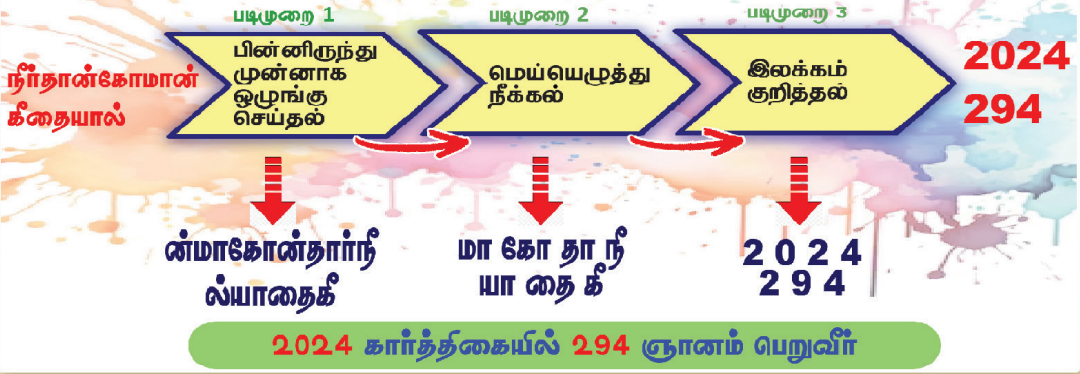 படிமுறை 1
படிமுறை 2
படிமுறை 3
நீர்தான்கோமான்
கீதையால்
பின்னிருந்து
முன்னாக
ஒழுங்கு
செய்தல்
மெய்யெழுத்து
நீக்கல்
இலக்கம்
குறித்தல்
2024
294
ன்மாகோன்தார்நீ
ல்யாதைகீ
மா கோ தா நீ
யா தை கீ
2 0 2 4
2 9 4
2024 கார்த்திகையில் 294 ஞானம் பெறுவீர்